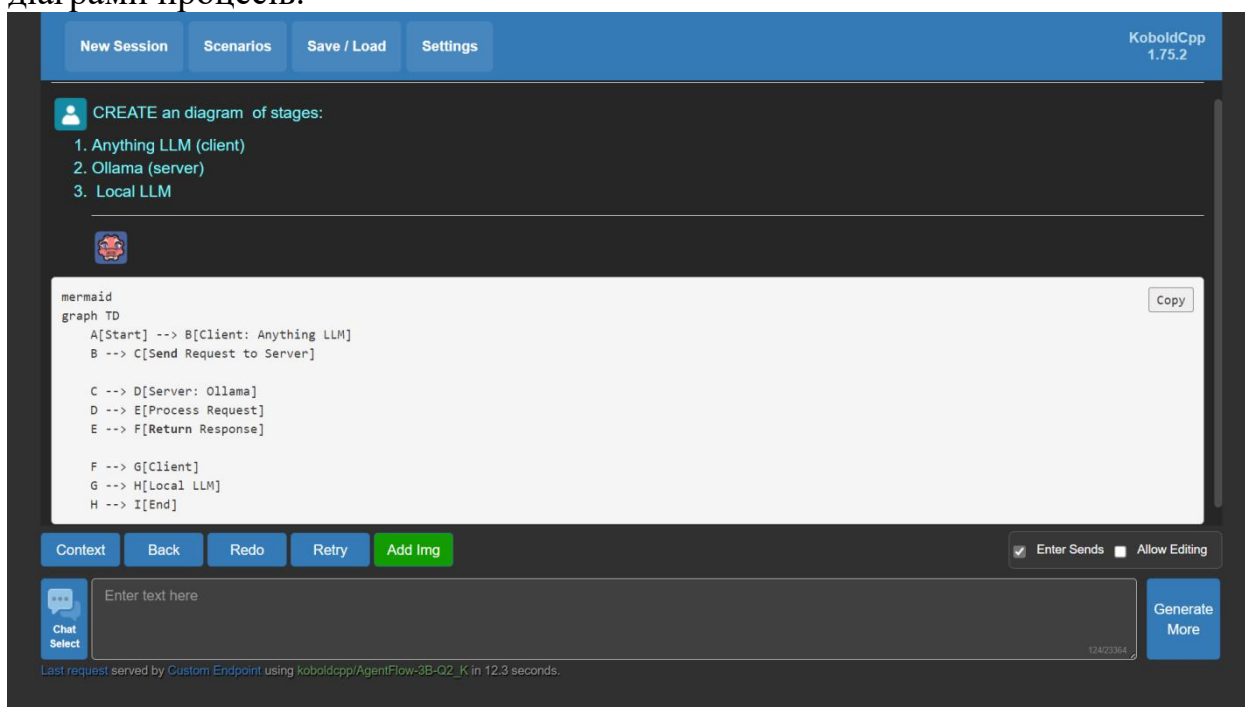 діаграми процесів.
New Session Scenarios Save / Load Settings KoboldCpp
1.75.2
CREATE an diagram of stages:
1. Anything LLM (client)
2. Ollama (server)
3. Local LLM
mermaid Copy
graph TD
A[Start] --> B[Client: Anything LLM]
B --> C[Send Request to Server]
C --> D[Server: Ollama]
D --> E[Process Request]
E --> F[Return Response]
F --> G[Client]
G --> H[Local LLM]
H --> I[End]
Context Back Redo Retry Add Img Enter Sends Allow Editing
Enter text here
Chat
Select
Generate
More
124/23364
Last request served by Custom Endpoint using koboldcpp/AgentFlow-3B-Q2_K in 12.3 seconds.